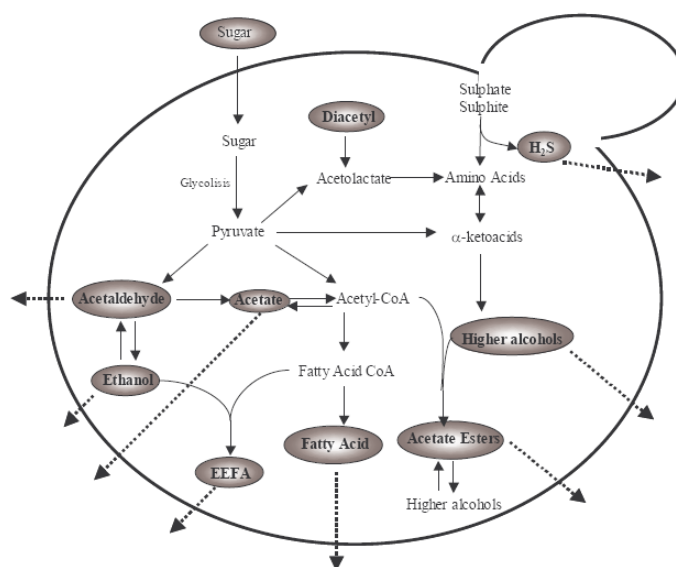 Sugar
Sulphate
Sulphite
Diacetyl
Sugar
H₂S
Glycolisis
Acetolactate
Amino Acids
Pyruvate
α-ketoacids
Acetaldehyde
Acetate
Acetyl-CoA
Higher alcohols
Ethanol
Fatty Acid CoA
EEFA
Fatty Acid
Acetate Esters
Higher alcohols